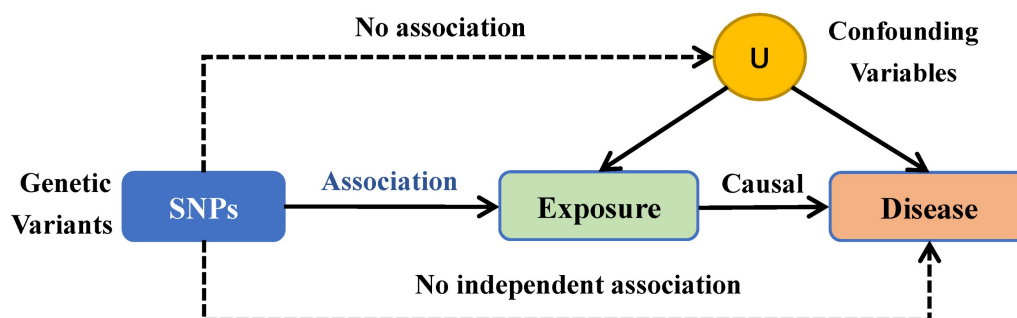 No association
U
Confounding
Variables
Genetic
Variants
SNPs
Association
Exposure
Causal
Disease
No independent association